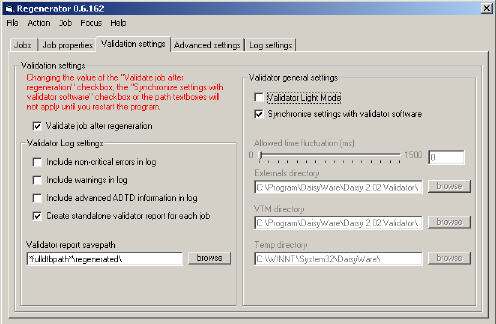 Regenerator 0.6.162
File Action Job Focus Help
Jobs Job properties Validation settings Advanced settings Log settings
Validation settings
Changing the value of the "Validate job after
regeneration" checkbox, the "Synchronize settings with
validator software" checkbox or the path textboxes will
not apply until you restart the program.
Validate job after regeneration
Validator Log settings
Include non-critical errors in log
Include warnings in log
Include advanced ADTD information in log
Create standalone validator report for each job
Validator report savepath
*fulldtbpath*\regenerated\
browse
Validator general settings
Validator Light Mode
Synchronize settings with validator software
Allowed time fluctuation (ms)
0 1500 0
Externals directory
C:\Program\DaisyWare\Daisy 2.02 Validator\ browse
VTM directory
C:\Program\DaisyWare\Daisy 2.02 Validator\ browse
Temp directory
C:\WINNT\System32\DaisyWare\ browse